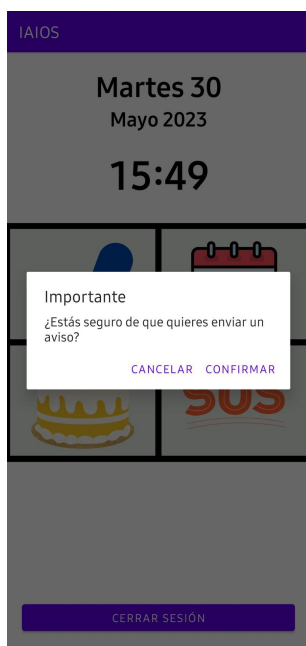 IAIOS
Martes 30
Mayo 2023
15:49
Importante
¿Estás seguro de que quieres enviar un
aviso?
CANCELAR CONFIRMAR
SOS
CERRAR SESIÓN